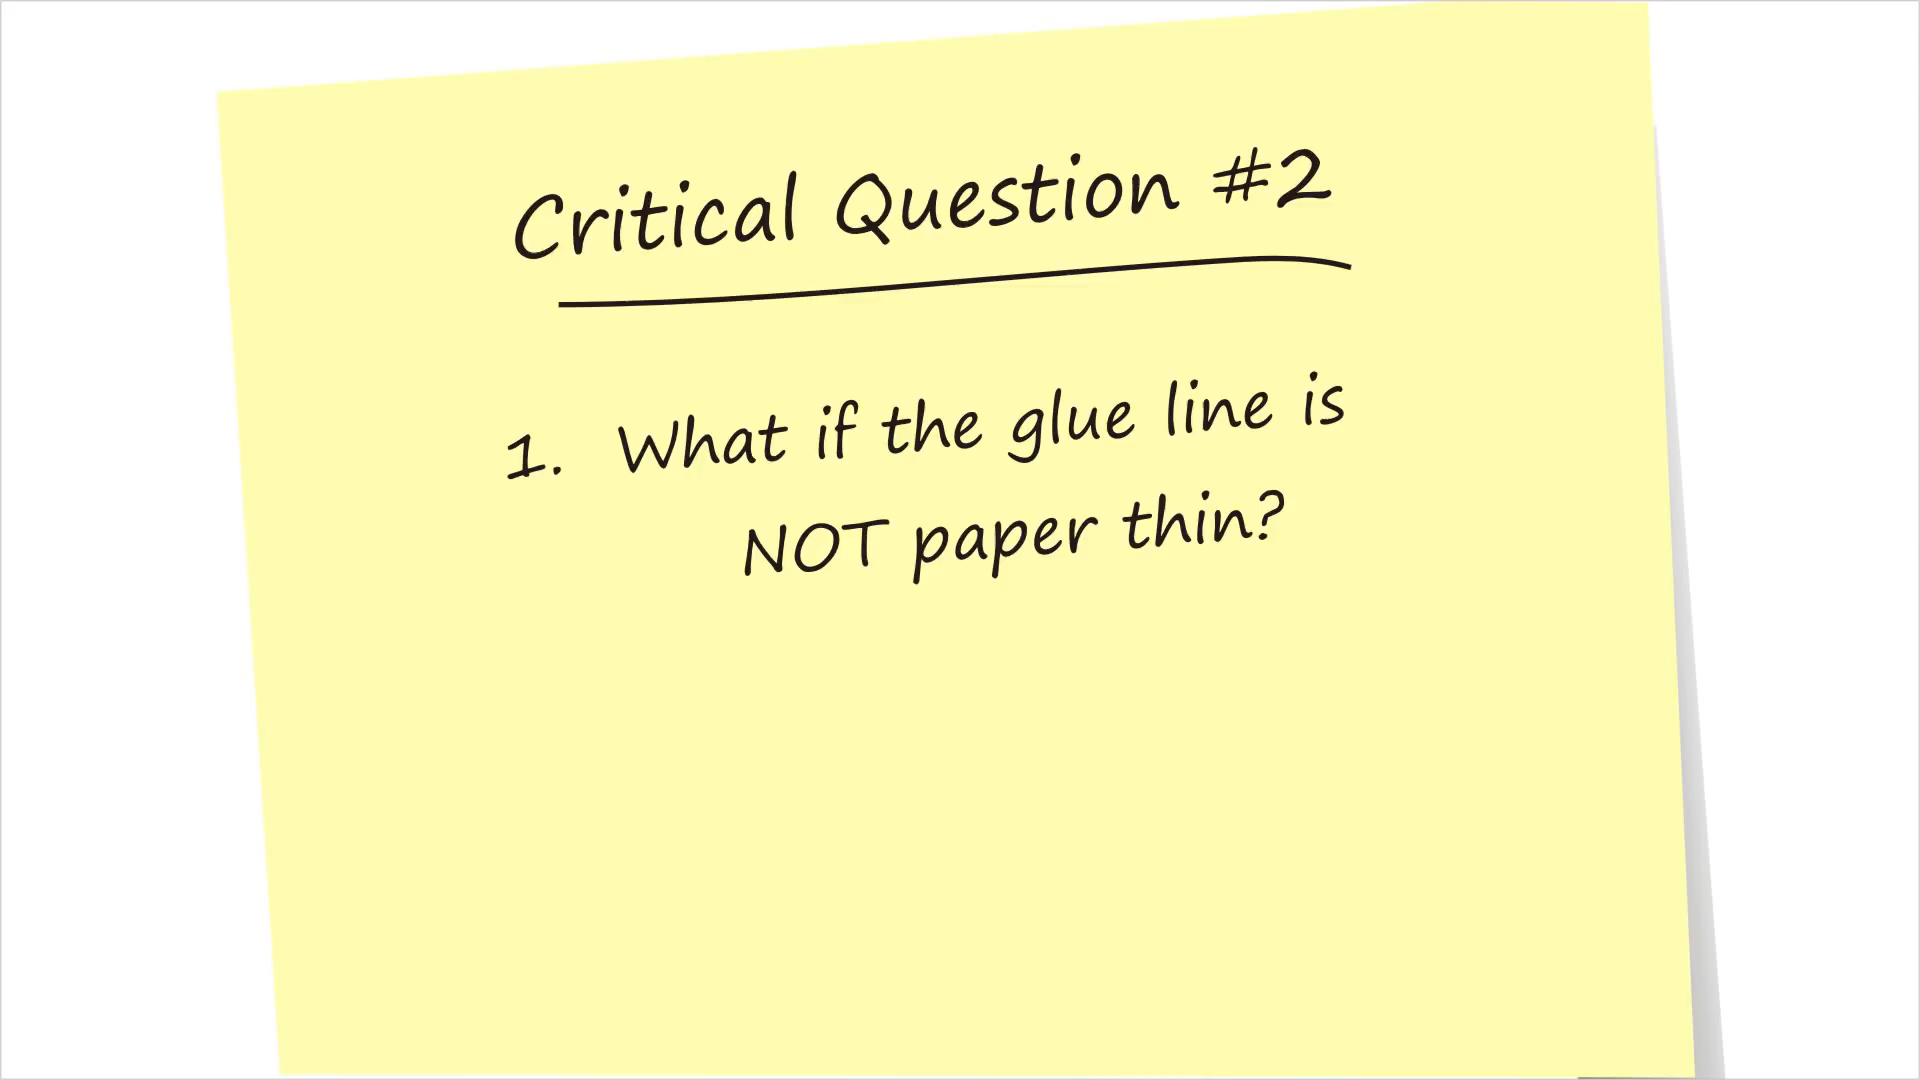 Critical Question #2
1. What if the glue line is
NOT paper thin?